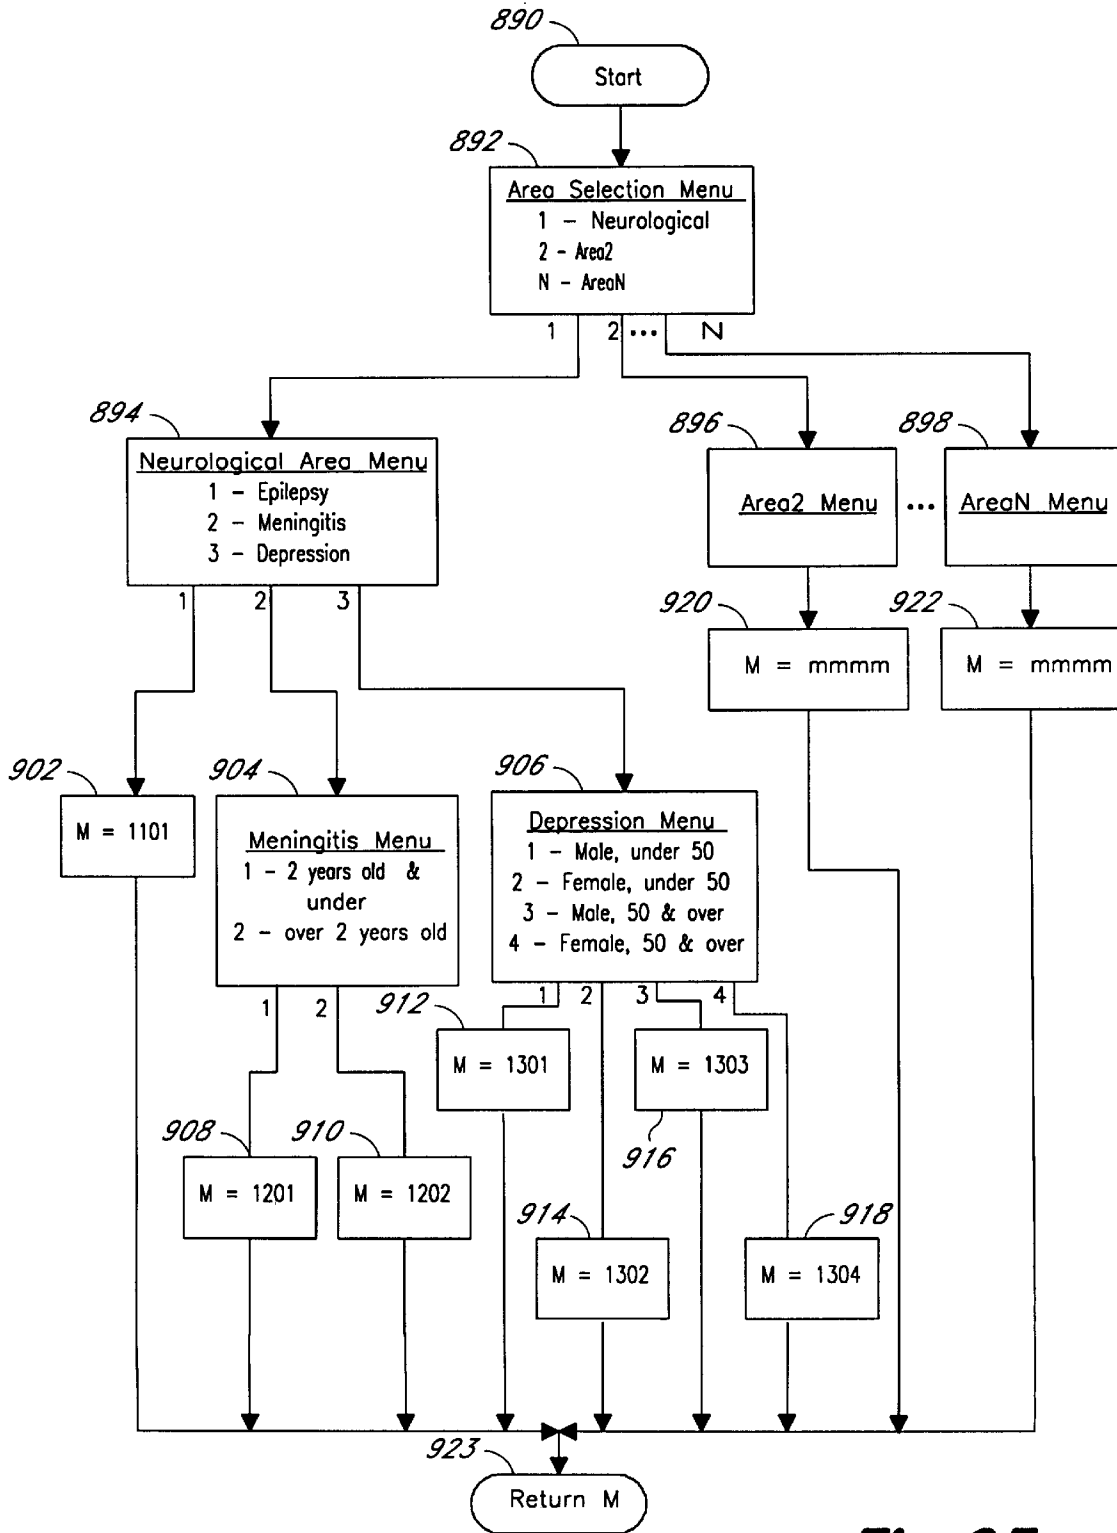 890
Start
892
Area Selection Menu
1 – Neurological
2 - Area2
N - AreaN
1 2 ... N
894
Neurological Area Menu
1 – Epilepsy
2 – Meningitis
3 – Depression
1 2 3
896
Area2 Menu
...
898
AreaN Menu
920
M = mmmm
922
M = mmmm
902
M = 1101
904
Meningitis Menu
1 – 2 years old &
under
2 – over 2 years old
1 2
906
Depression Menu
1 – Male, under 50
2 – Female, under 50
3 – Male, 50 & over
4 – Female, 50 & over
1 2 3 4
912
M = 1301
M = 1303
916
908
M = 1201
910
M = 1202
914
M = 1302
918
M = 1304
923
Return M